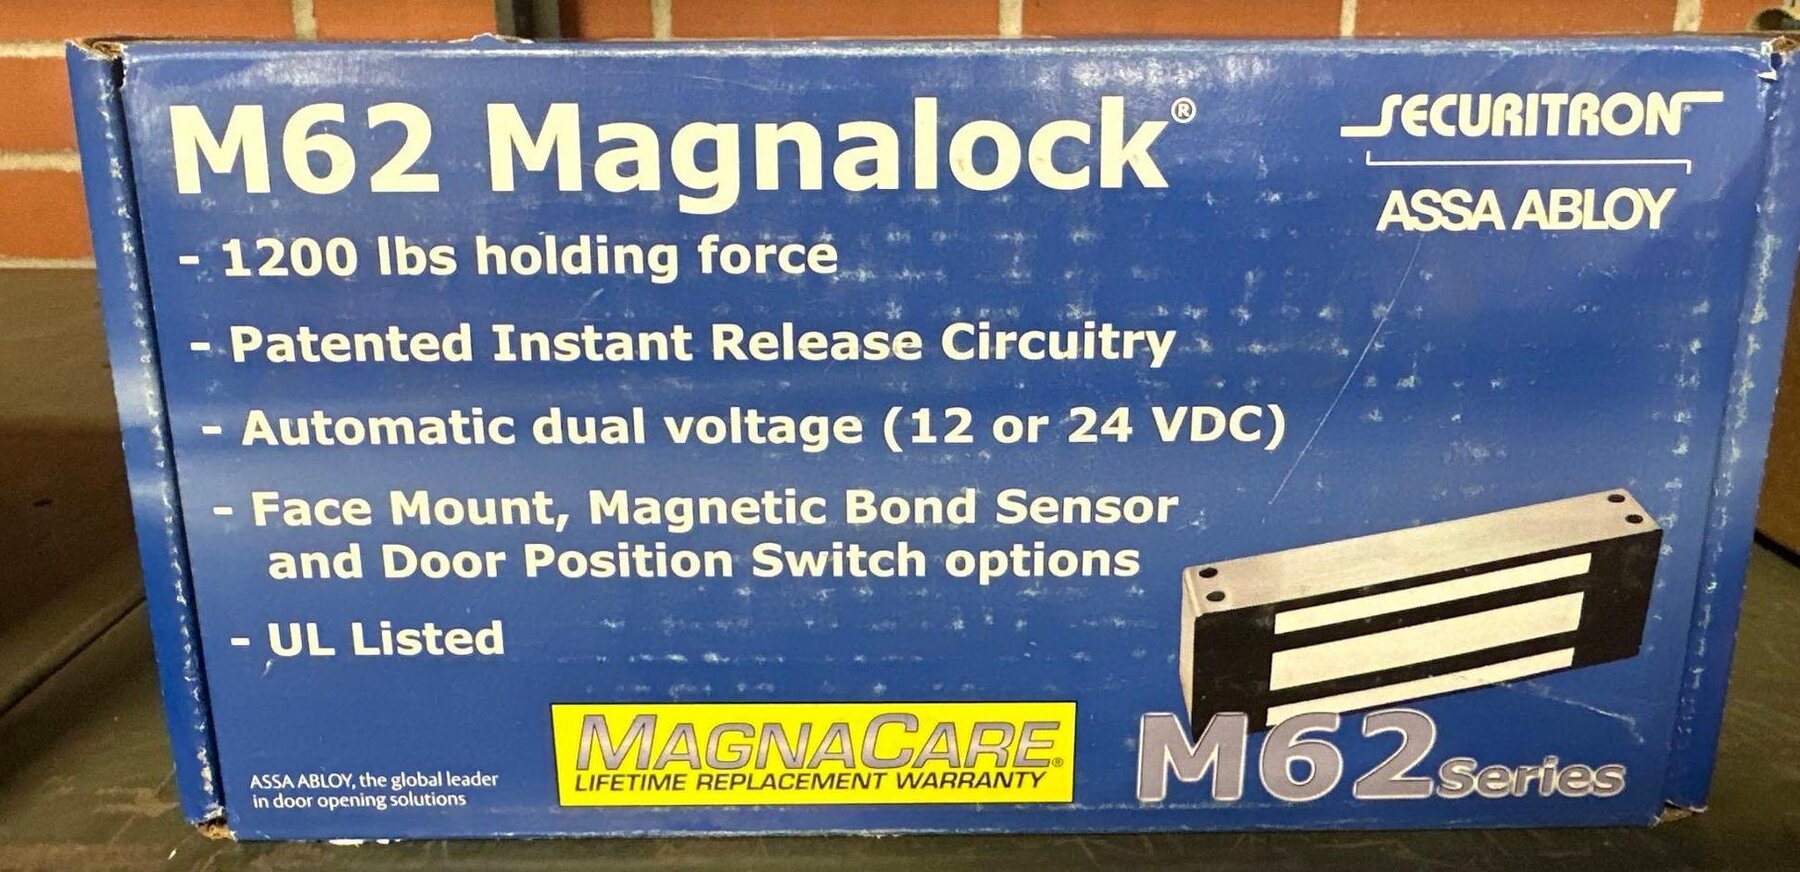 M62 Magnalock®
SECURITRON
ASSA ABLOY
- 1200 lbs holding force
- Patented Instant Release Circuitry
- Automatic dual voltage (12 or 24 VDC)
- Face Mount, Magnetic Bond Sensor
and Door Position Switch options
- UL Listed
MAGNACARE®
LIFETIME REPLACEMENT WARRANTY
M62 Series
ASSA ABLOY, the global leader
in door opening solutions